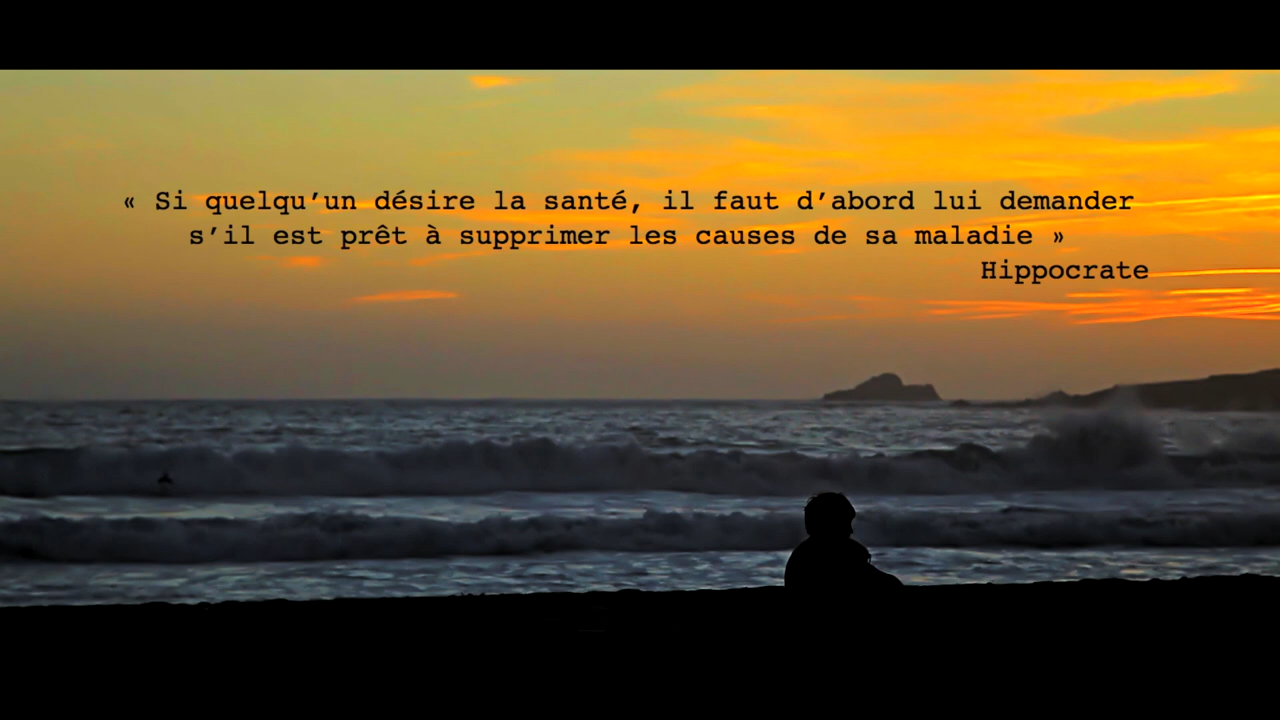 « Si quelqu’un désire la santé, il faut d’abord lui demander
s’il est prêt à supprimer les causes de sa maladie »
Hippocrate